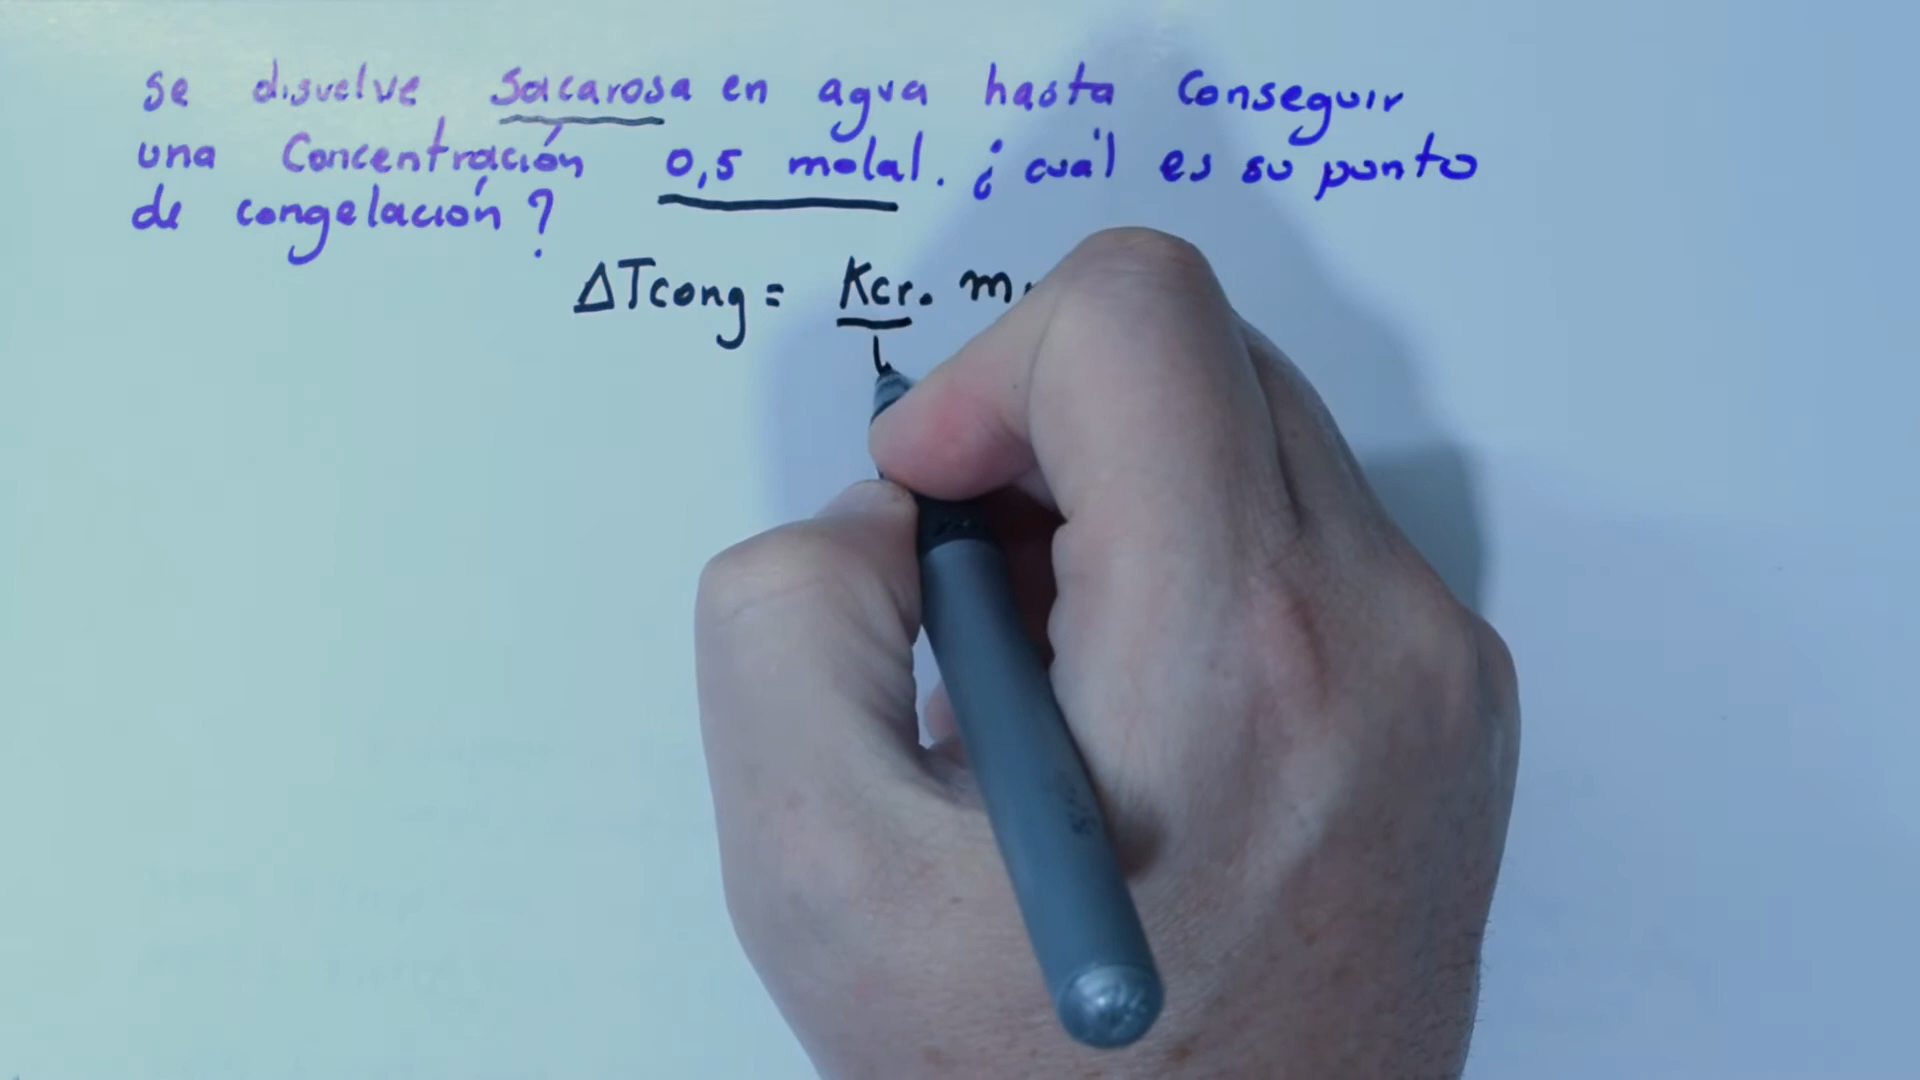 se disuelve Sacarosa en agua hasta Conseguir
una Concentración 0,5 molal. ¿cuál es su punto
de congelación?
ΔTcong = Kcr. m.